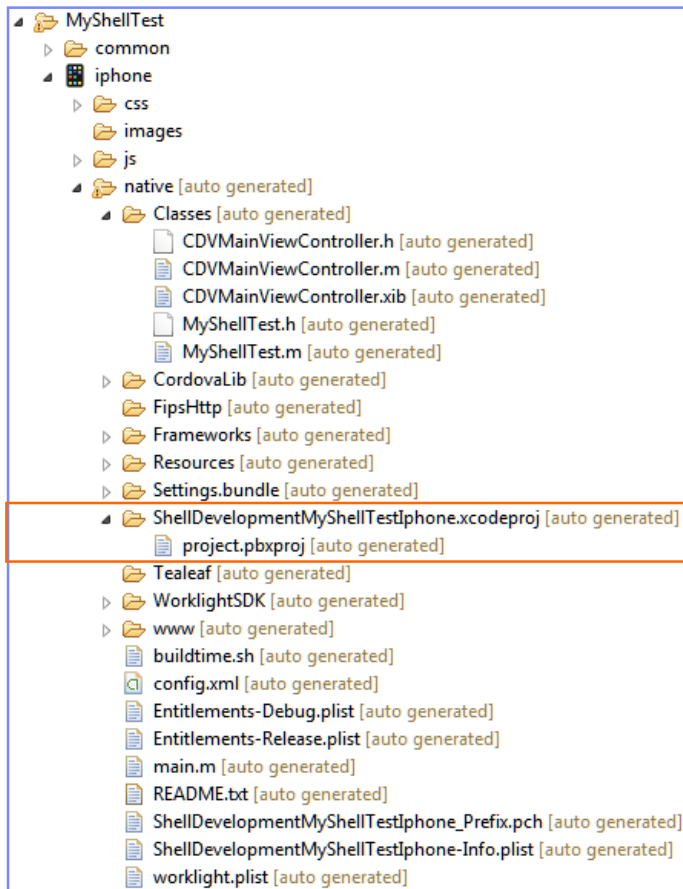 MyShellTest
common
iphone
css
images
js
native [auto generated]
Classes [auto generated]
CDVMainViewController.h [auto generated]
CDVMainViewController.m [auto generated]
CDVMainViewController.xib [auto generated]
MyShellTest.h [auto generated]
MyShellTest.m [auto generated]
CordovaLib [auto generated]
FipsHttp [auto generated]
Frameworks [auto generated]
Resources [auto generated]
Settings.bundle [auto generated]
ShellDevelopmentMyShellTestIphone.xcodeproj [auto generated]
project.pbxproj [auto generated]
Tealeaf [auto generated]
WorklightSDK [auto generated]
www [auto generated]
buildtime.sh [auto generated]
config.xml [auto generated]
Entitlements-Debug.plist [auto generated]
Entitlements-Release.plist [auto generated]
main.m [auto generated]
README.txt [auto generated]
ShellDevelopmentMyShellTestIphone_Prefix.pch [auto generated]
ShellDevelopmentMyShellTestIphone-Info.plist [auto generated]
worklight.plist [auto generated]